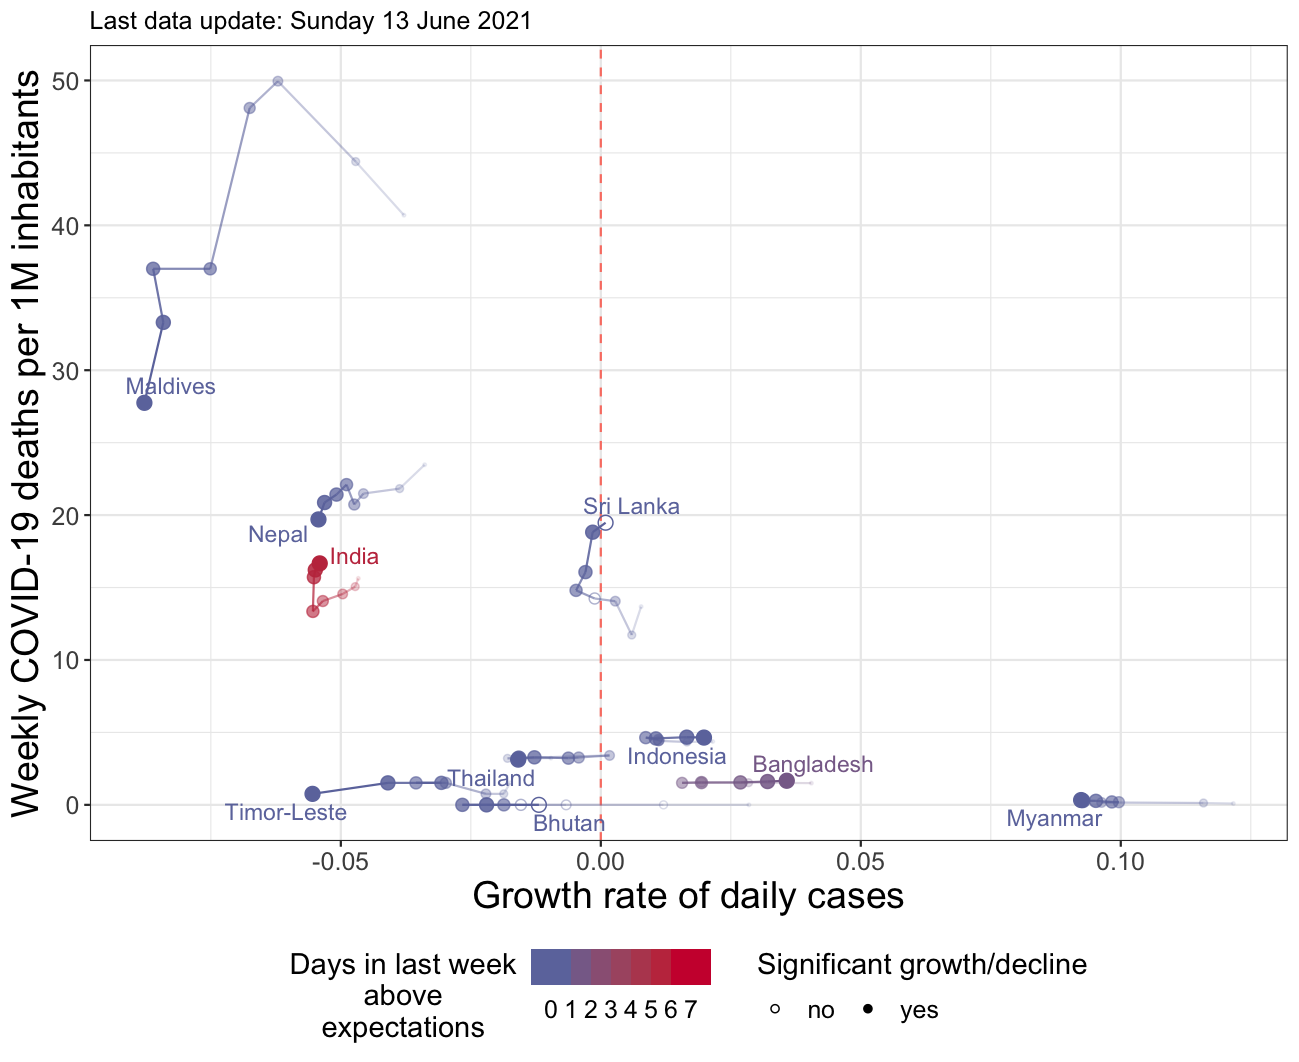 Last data update: Sunday 13 June 2021
Weekly COVID-19 deaths per 1M inhabitants
50
40
30
20
10
0
Maldives
Nepal
India
Sri Lanka
Indonesia
Bangladesh
Thailand
Timor-Leste
Bhutan
Myanmar
-0.05
0.00
0.05
0.10
Growth rate of daily cases
Days in last week
above
expectations
0 1 2 3 4 5 6 7
Significant growth/decline
no
yes